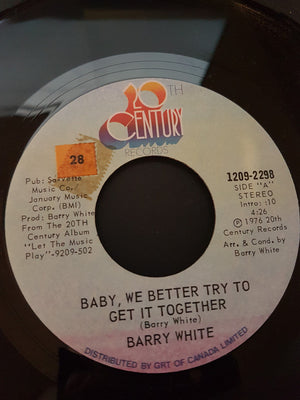 20TH
CENTURY
RECORDS
28
Pub: Sa-Vette
Music Co./
January Music
Corp. (BMI)
Prod: Barry White
From The 20TH
Century Album
"Let The Music
Play"-9209-502
1209-2298
SIDE "A"
STEREO
Intro: :10
4:26
℗ 1976 20th
Century Records
Arr. & Cond. by
Barry White
BABY, WE BETTER TRY TO
GET IT TOGETHER
(Barry White)
BARRY WHITE
DISTRIBUTED BY GRT OF CANADA LIMITED